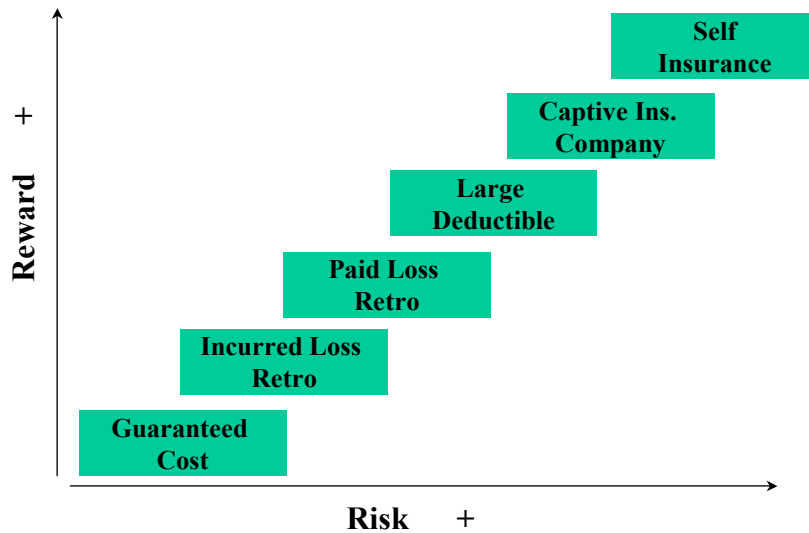 Self
Insurance
Captive Ins.
Company
Large
Deductible
Paid Loss
Retro
Incurred Loss
Retro
Guaranteed
Cost
Reward +
Risk +